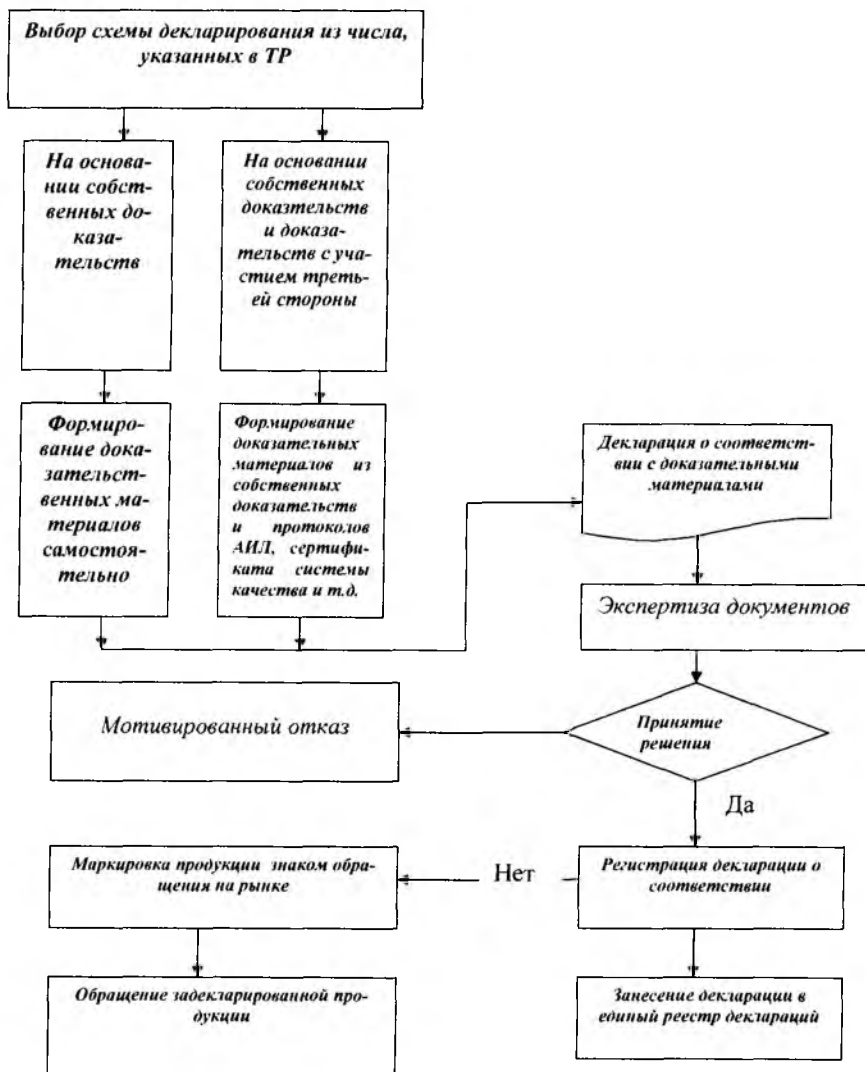 Выбор схемы декларирования из числа,
указанных в ТР
На основа-
нии собст-
венных до-
каза-
тельств
На основании
собственных
доказтельств
и доказа-
тельств с уча-
стием треть-
ей стороны
Формиро-
вание дока-
зательст-
венных ма-
териалов
самостоя-
тельно
Формирование
доказательных
материалов из
собственных
доказательств
и протоколов
АИЛ, сертифи-
ката системы
качества и т.д.
Декларация о соответст-
вии с доказательными
материалами
Экспертиза документов
Мотивированный отказ
Принятие
решения
Да
Маркировка продукции знаком обра-
щения на рынке
Нет
Регистрация декларации о
соответствии
Обращение задекларированной про-
дукции
Занесение декларации в
единый реестр деклараций